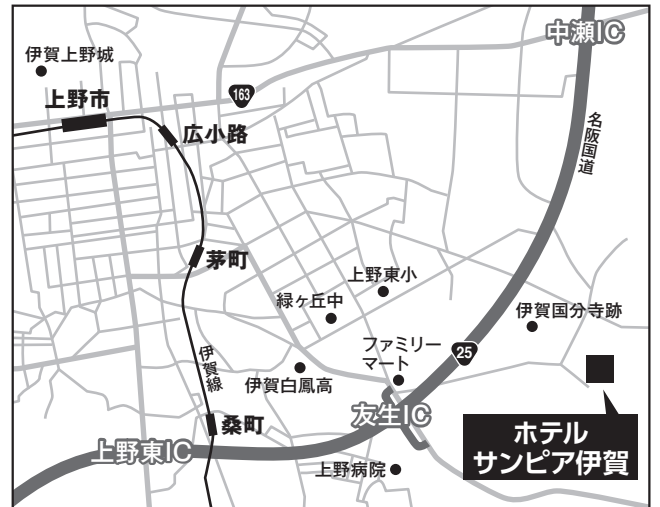 中瀬IC
伊賀上野城
上野市
163
広小路
名阪国道
茅町
上野東小
緑ヶ丘中
伊賀国分寺跡
ファミリー
マート
25
伊賀線
伊賀白鳳高
友生IC
桑町
上野東IC
ホテル
サンピア伊賀
上野病院